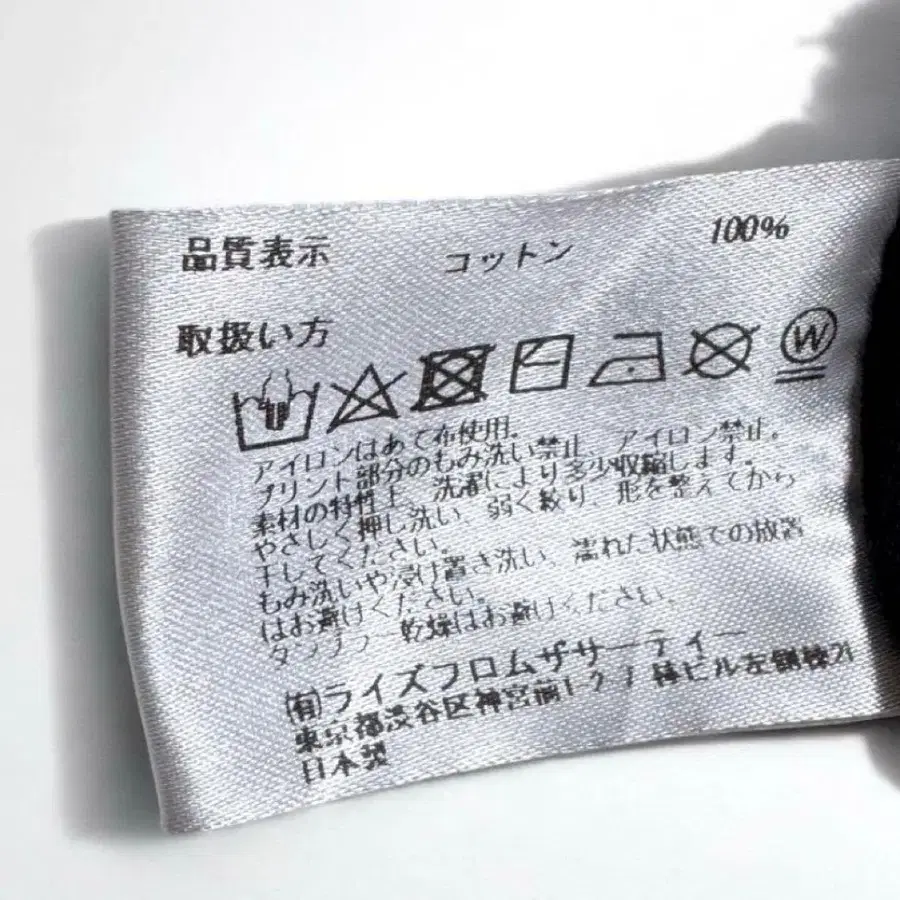 品質表示 コットン 100%
取扱い方
W
アイロンはあて布使用。
プリント部分のもみ洗い禁止 アイロン禁止。
素材の特性上、洗濯により多少収縮します。
やさしく押し洗い、弱く絞り、形を整えてから
干してください。
もみ洗いや浸け置き洗い、濡れた状態での放置
はお避けください。
タンブラー乾燥はお避けください。
(有)ライズフロムザサーティー
東京都渋谷区神宮前1-2 ビル左側棟
日本製